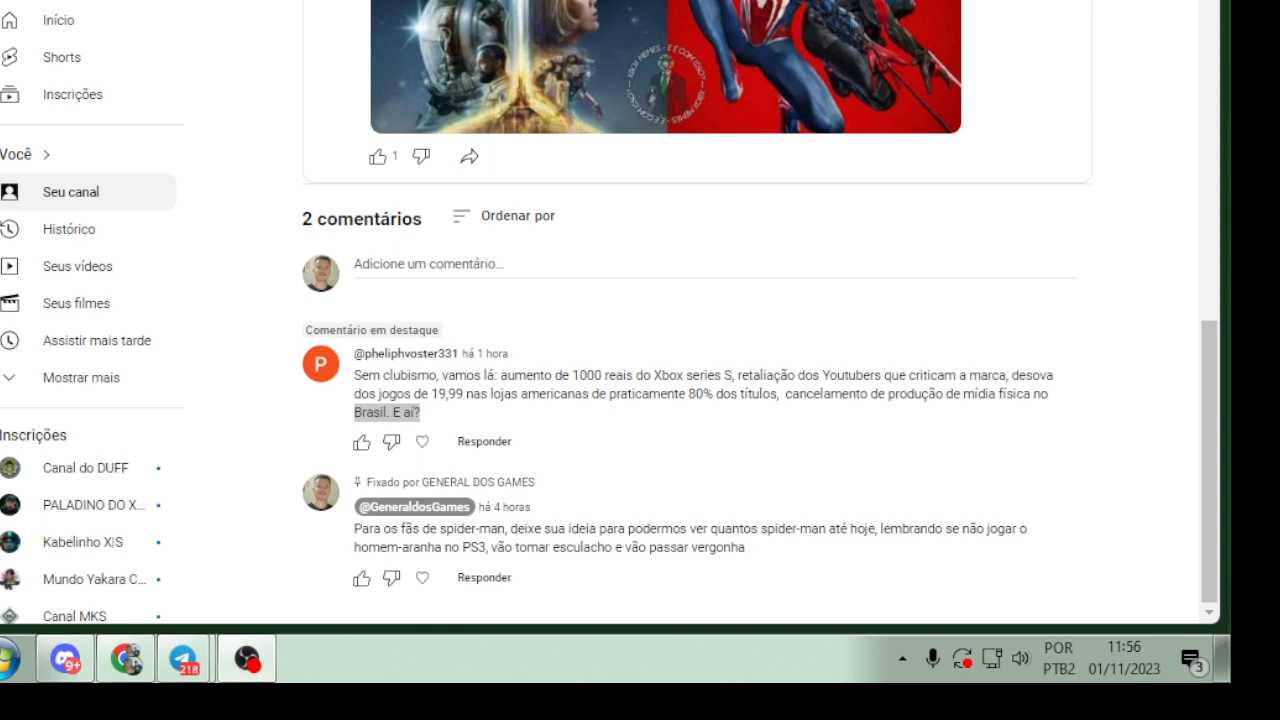 Início
Shorts
Inscrições
Você
Seu canal
Histórico
Seus vídeos
Seus filmes
Assistir mais tarde
Mostrar mais
Inscrições
Canal do DUFF
PALADINO DO X...
Kabelinho X|S
Mundo Yakara C...
Canal MKS
XBOX MEMES - E É COM ISSO?
1
2 comentários
Ordenar por
Adicione um comentário...
Comentário em destaque
P
@pheliphvoster331 há 1 hora
Sem clubismo, vamos lá: aumento de 1000 reais do Xbox series S, retaliação dos Youtubers que criticam a marca, desova
dos jogos de 19,99 nas lojas americanas de praticamente 80% dos títulos, cancelamento de produção de mídia física no
Brasil. E aí?
Responder
Fixado por GENERAL DOS GAMES
@GeneraldosGames há 4 horas
Para os fãs de spider-man, deixe sua ideia para podermos ver quantos spider-man até hoje, lembrando se não jogar o
homem-aranha no PS3, vão tomar esculacho e vão passar vergonha
Responder
9+
218
POR
PTB2
11:56
01/11/2023
3